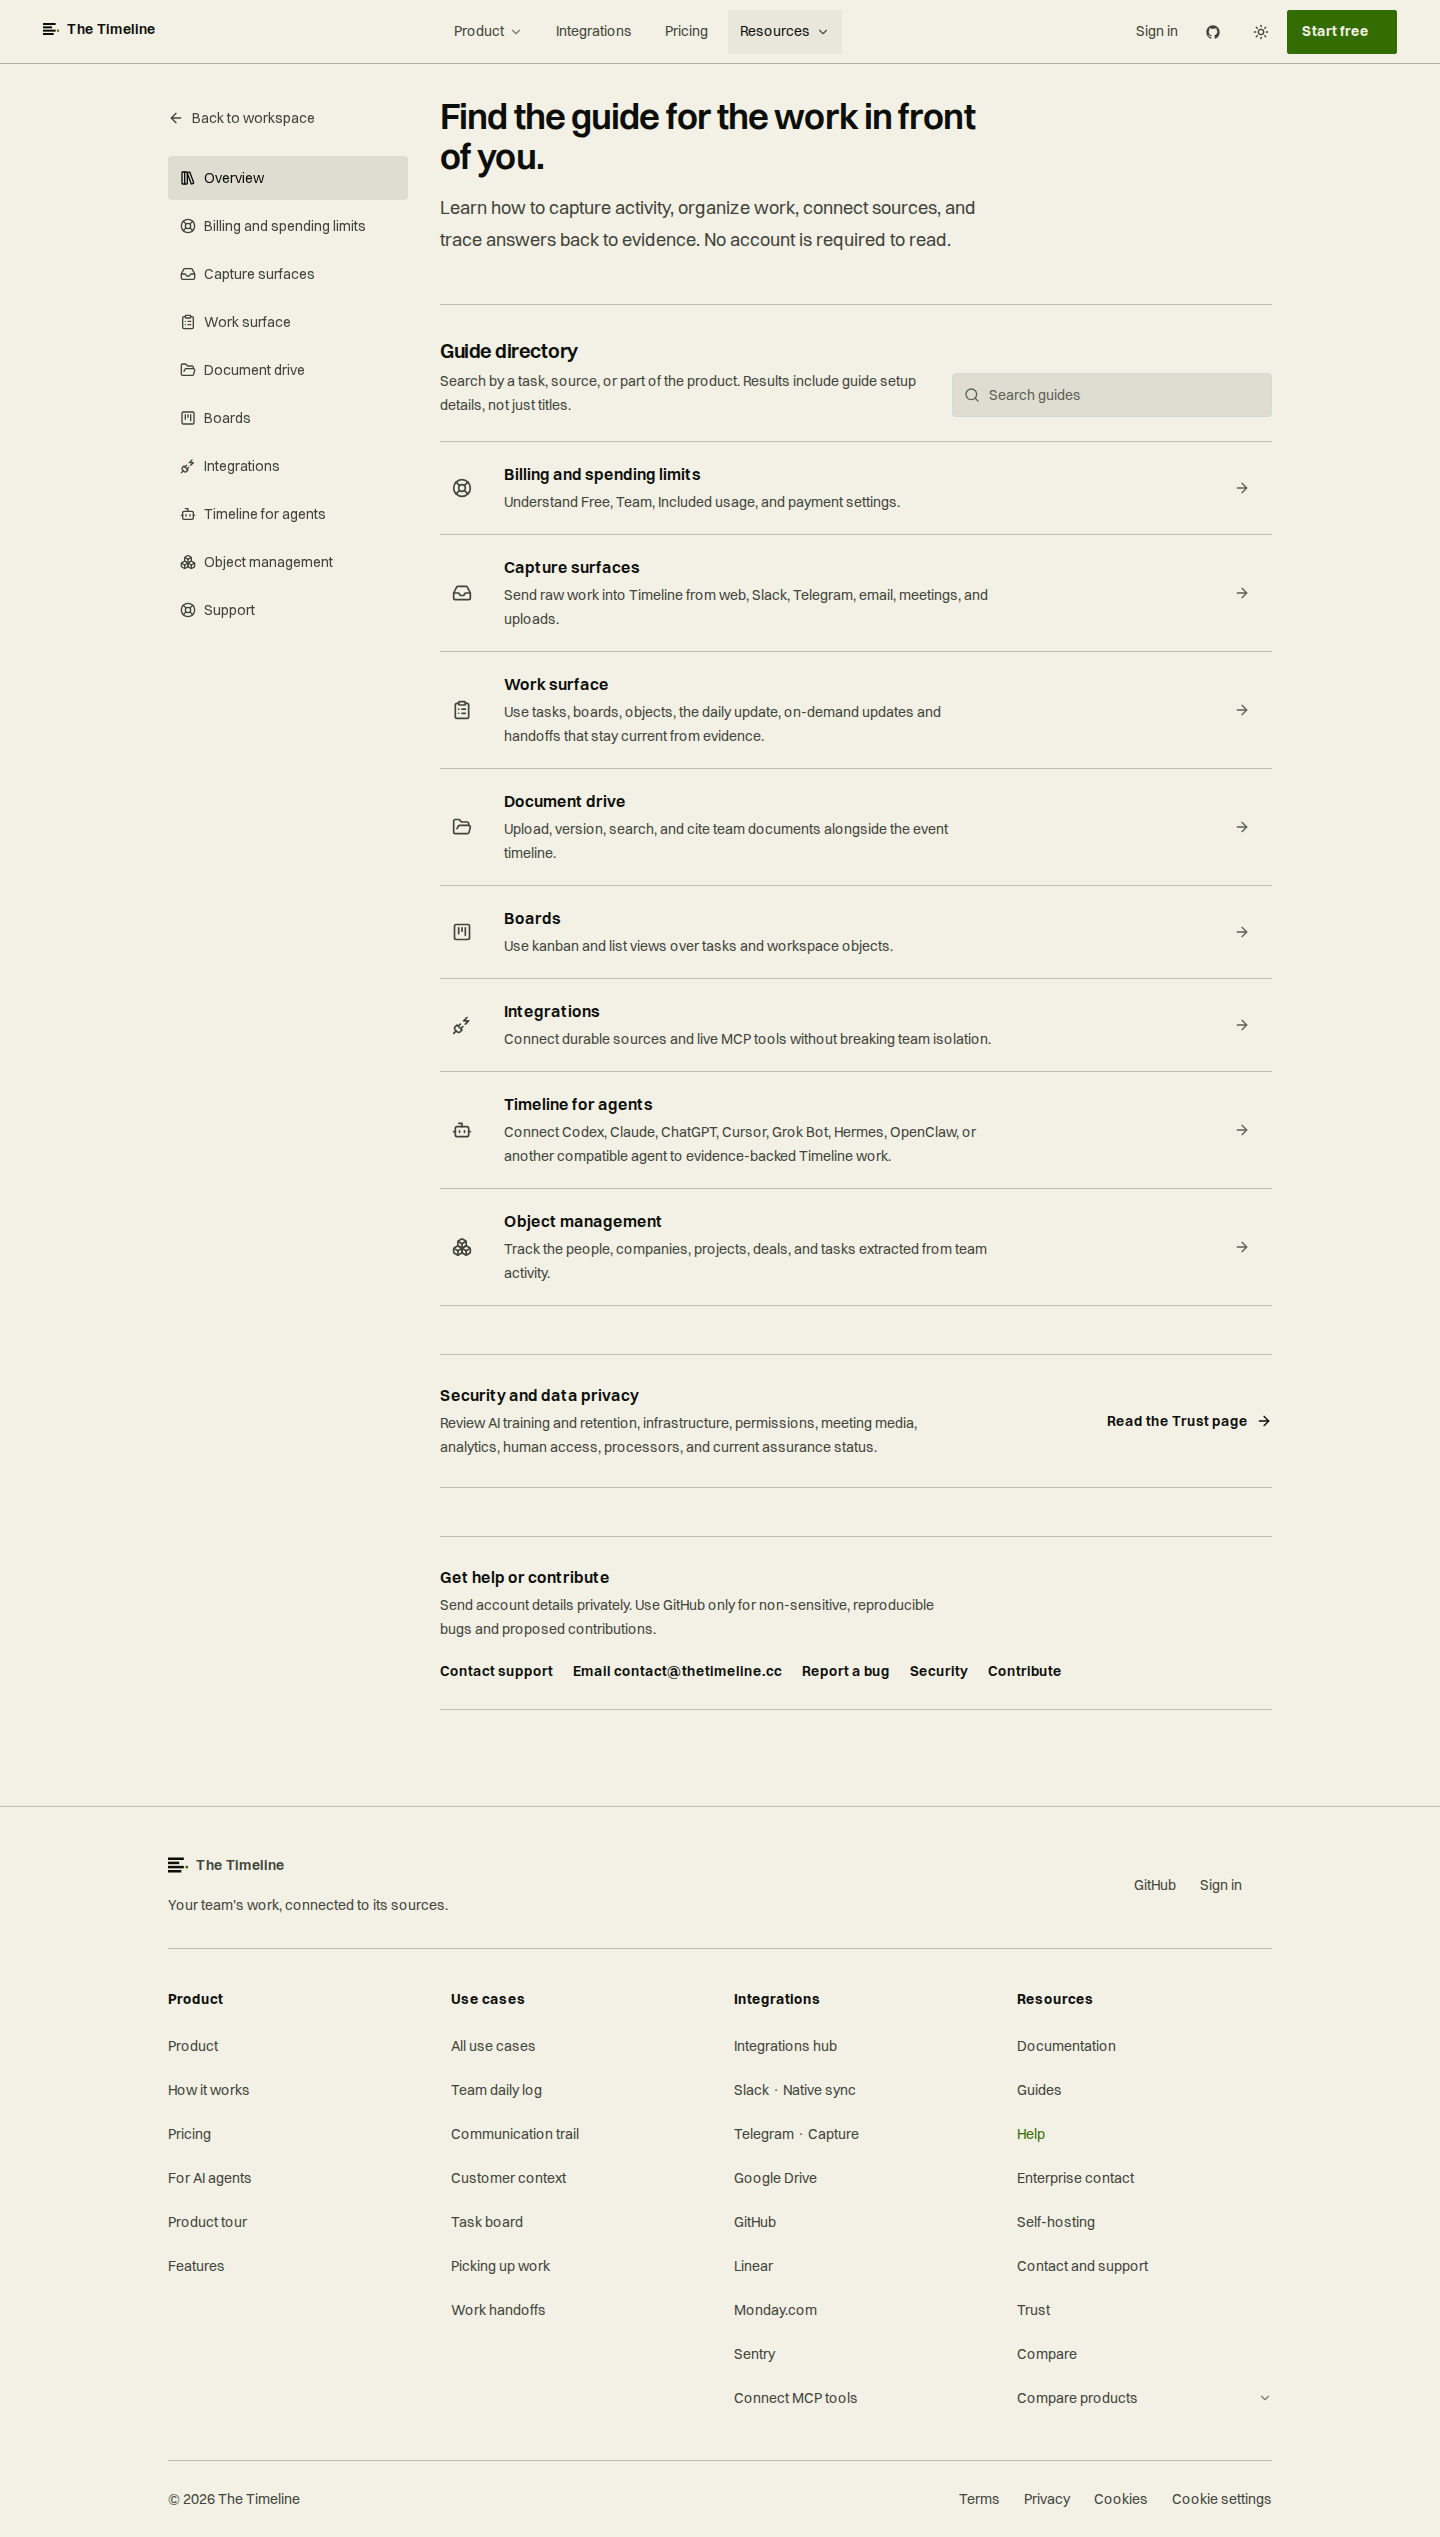 The Timeline
Product
Integrations
Pricing
Resources
Sign in
Start free
Back to workspace
Overview
Billing and spending limits
Capture surfaces
Work surface
Document drive
Boards
Integrations
Timeline for agents
Object management
Support
Find the guide for the work in front
of you.
Learn how to capture activity, organize work, connect sources, and
trace answers back to evidence. No account is required to read.
Guide directory
Search by a task, source, or part of the product. Results include guide setup
details, not just titles.
Search guides
Billing and spending limits
Understand Free, Team, Included usage, and payment settings.
Capture surfaces
Send raw work into Timeline from web, Slack, Telegram, email, meetings, and
uploads.
Work surface
Use tasks, boards, objects, the daily update, on-demand updates and
handoffs that stay current from evidence.
Document drive
Upload, version, search, and cite team documents alongside the event
timeline.
Boards
Use kanban and list views over tasks and workspace objects.
Integrations
Connect durable sources and live MCP tools without breaking team isolation.
Timeline for agents
Connect Codex, Claude, ChatGPT, Cursor, Grok Bot, Hermes, OpenClaw, or
another compatible agent to evidence-backed Timeline work.
Object management
Track the people, companies, projects, deals, and tasks extracted from team
activity.
Security and data privacy
Review AI training and retention, infrastructure, permissions, meeting media,
analytics, human access, processors, and current assurance status.
Read the Trust page
Get help or contribute
Send account details privately. Use GitHub only for non-sensitive, reproducible
bugs and proposed contributions.
Contact support
Email contact@thetimeline.cc
Report a bug
Security
Contribute
The Timeline
Your team's work, connected to its sources.
GitHub
Sign in
Product
Product
How it works
Pricing
For AI agents
Product tour
Features
Use cases
All use cases
Team daily log
Communication trail
Customer context
Task board
Picking up work
Work handoffs
Integrations
Integrations hub
Slack · Native sync
Telegram · Capture
Google Drive
GitHub
Linear
Monday.com
Sentry
Connect MCP tools
Resources
Documentation
Guides
Help
Enterprise contact
Self-hosting
Contact and support
Trust
Compare
Compare products
© 2026 The Timeline
Terms
Privacy
Cookies
Cookie settings